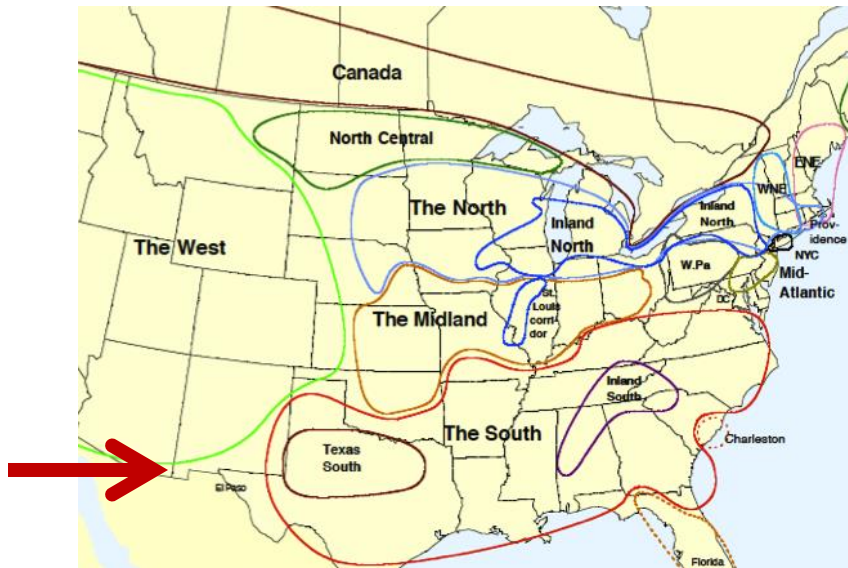 Canada
North Central
ENE
WNE
The North
Inland
North
Inland
North
Prov-
idence
The West
NYC
W.Pa
Mid-
Atlantic
DC
St.
Louis
corri-
dor
The Midland
Inland
South
The South
Charleston
Texas
South
El Paso
Florida